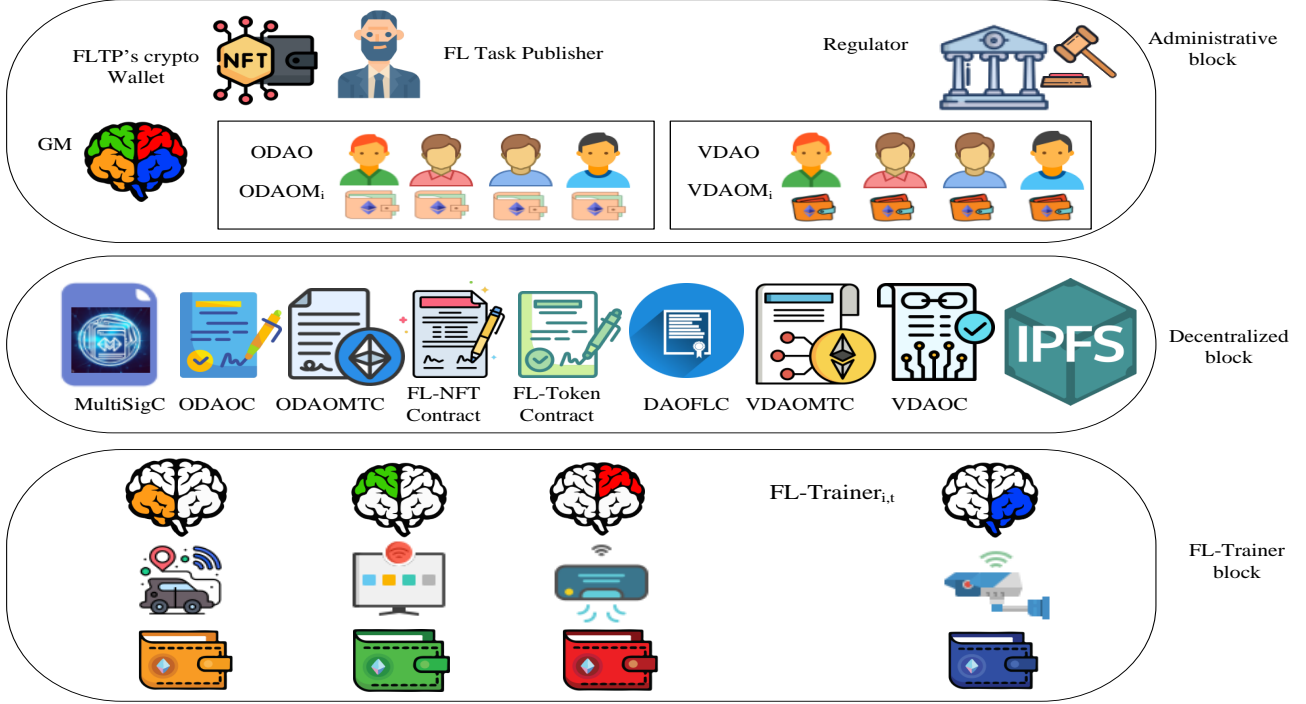 FLTP's crypto
Wallet
NFT
FL Task Publisher
Regulator
Administrative
block
GM
ODAO
ODAOMi
VDAO
VDAOMi
MultiSigC
ODAOC
ODAOMTC
FL-NFT
Contract
FL-Token
Contract
DAOFLC
VDAOMTC
VDAOC
IPFS
Decentralized
block
FL-Traineri,t
FL-Trainer
block